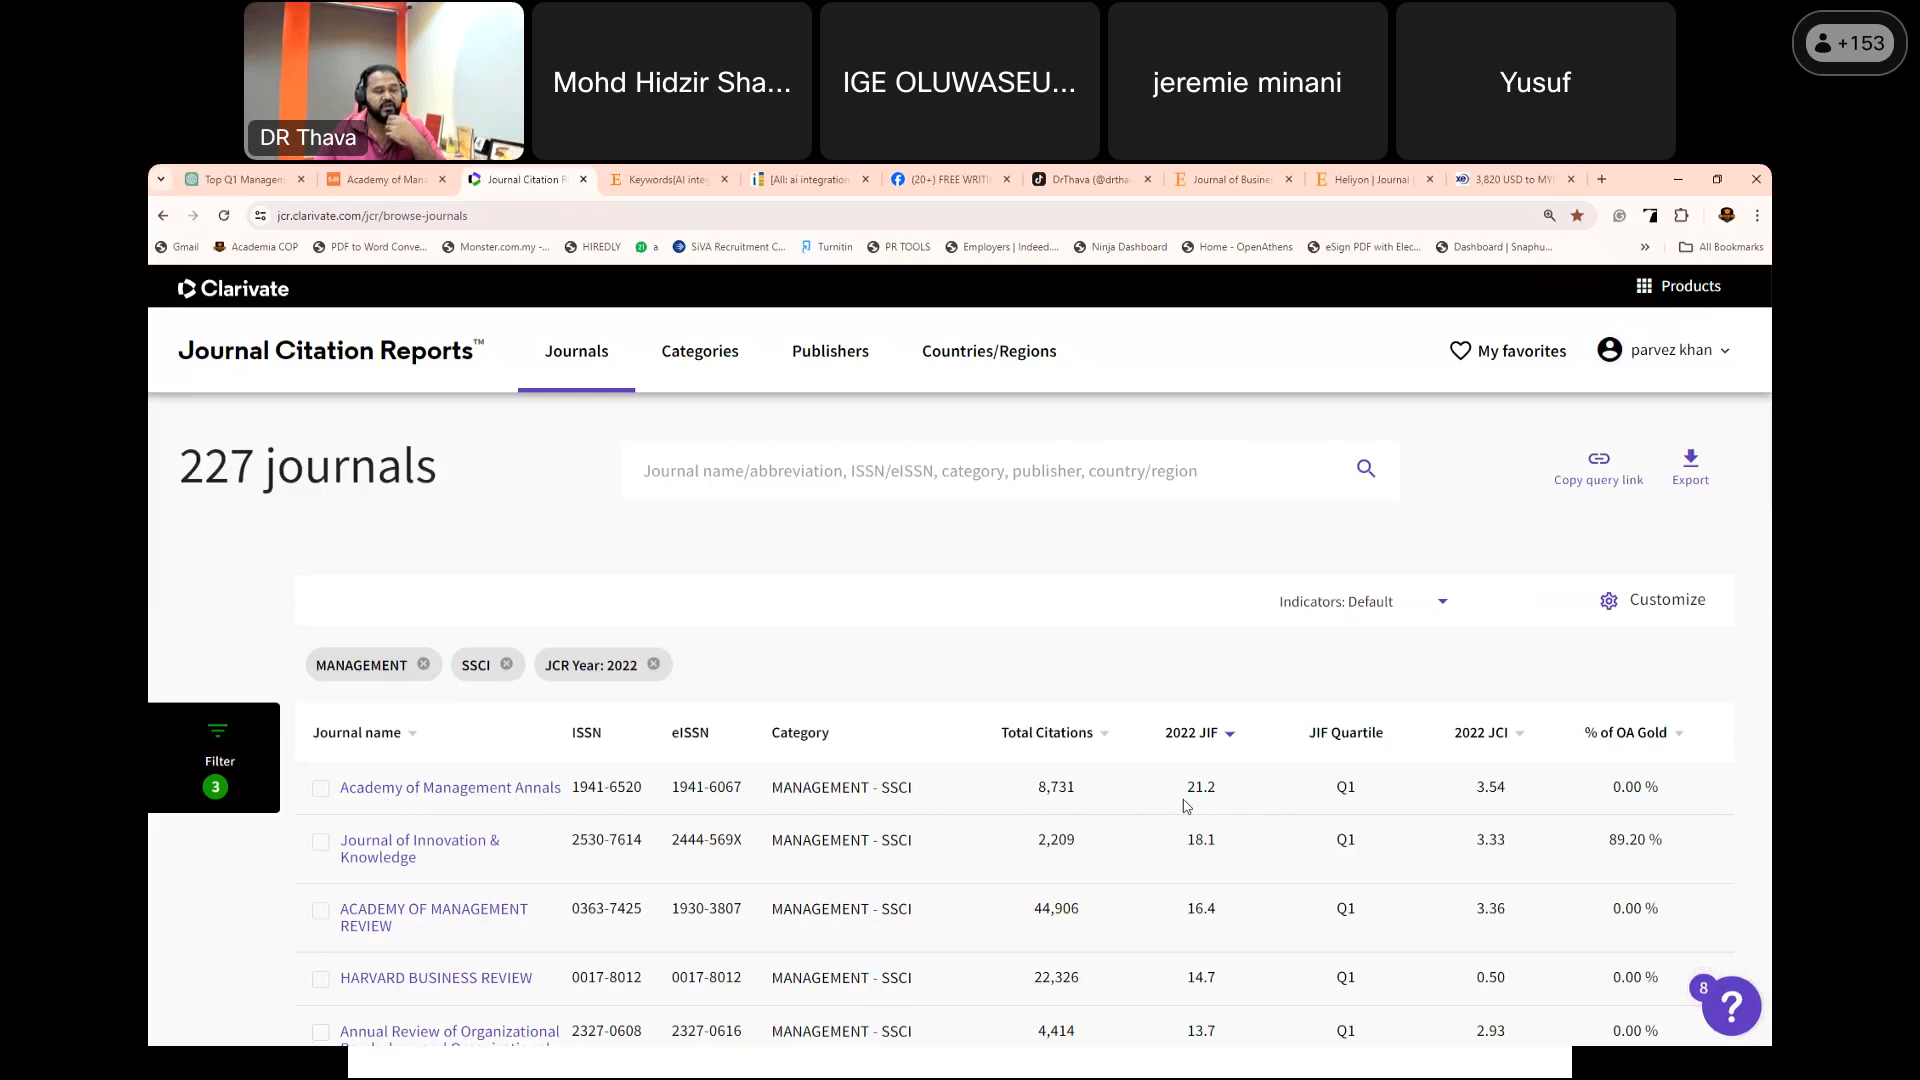 DR Thava
Mohd Hidzir Sha...
IGE OLUWASEU...
jeremie minani
Yusuf
+153
Top Q1 Managem
Academy of Man
Journal Citation R
Keywords(AI integ
[All: ai integration
(20+) FREE WRITI
DrThava (@drtha
Journal of Busine
Heliyon | Journal
3,820 USD to MY
jcr.clarivate.com/jcr/browse-journals
Gmail
Academia COP
PDF to Word Conve...
Monster.com.my -...
HIREDLY
a
SiVA Recruitment C...
Turnitin
PR TOOLS
Employers | Indeed....
Ninja Dashboard
Home - OpenAthens
eSign PDF with Elec...
Dashboard | Snaphu...
All Bookmarks
Clarivate
Products
Journal Citation Reports™
Journals
Categories
Publishers
Countries/Regions
My favorites
parvez khan
227 journals
Journal name/abbreviation, ISSN/eISSN, category, publisher, country/region
Copy query link
Export
Indicators: Default
Customize
MANAGEMENT
SSCI
JCR Year: 2022
Filter
3
Journal name ISSN eISSN Category Total Citations 2022 JIF JIF Quartile 2022 JCI % of OA Gold
Academy of Management Annals 1941-6520 1941-6067 MANAGEMENT - SSCI 8,731 21.2 Q1 3.54 0.00 %
Journal of Innovation & 2530-7614 2444-569X MANAGEMENT - SSCI 2,209 18.1 Q1 3.33 89.20 %
Knowledge
ACADEMY OF MANAGEMENT 0363-7425 1930-3807 MANAGEMENT - SSCI 44,906 16.4 Q1 3.36 0.00 %
REVIEW
HARVARD BUSINESS REVIEW 0017-8012 0017-8012 MANAGEMENT - SSCI 22,326 14.7 Q1 0.50 0.00 %
Annual Review of Organizational 2327-0608 2327-0616 MANAGEMENT - SSCI 4,414 13.7 Q1 2.93 0.00 %
8
?